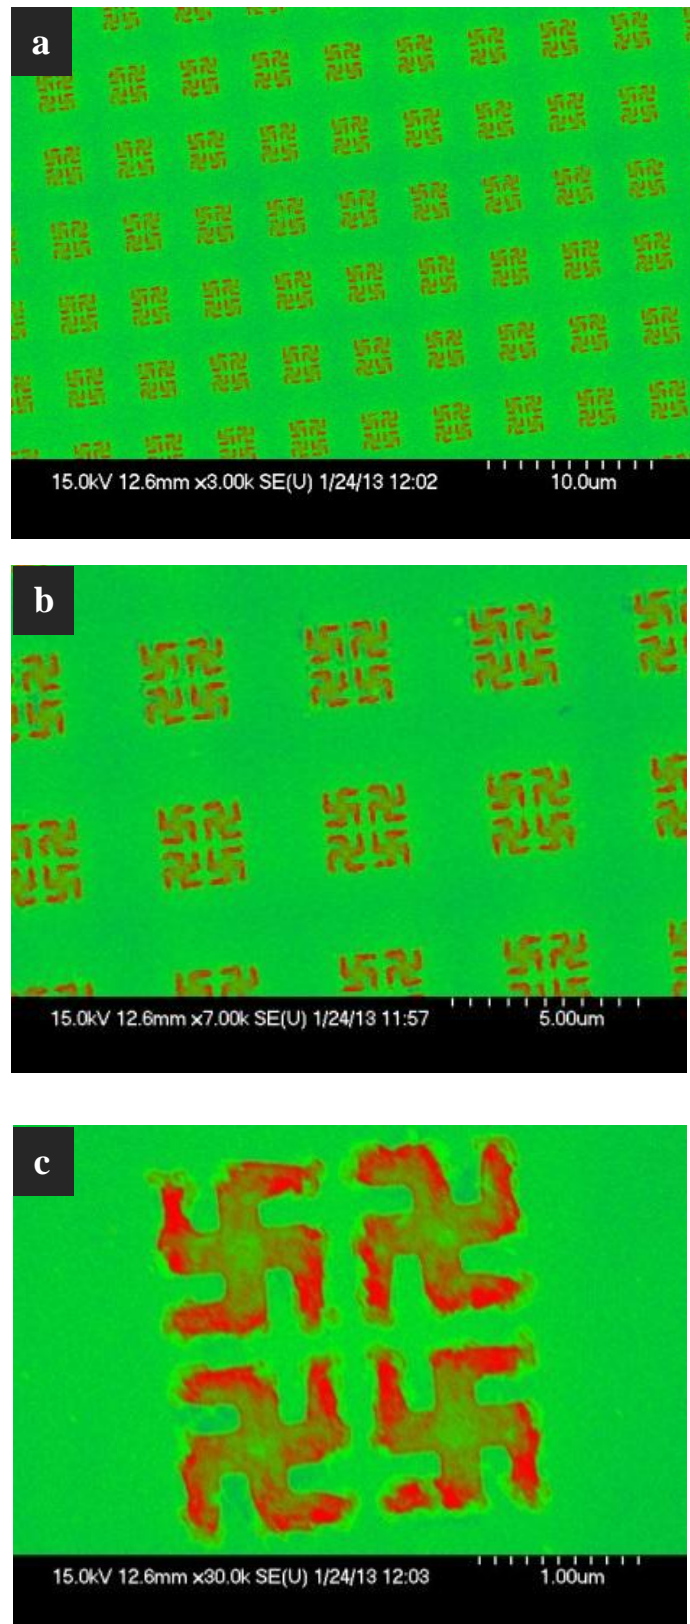 a
15.0kV 12.6mm x3.00k SE(U) 1/24/13 12:02 10.0um
b
15.0kV 12.6mm x7.00k SE(U) 1/24/13 11:57 5.00um
c
15.0kV 12.6mm x30.0k SE(U) 1/24/13 12:03 1.00um